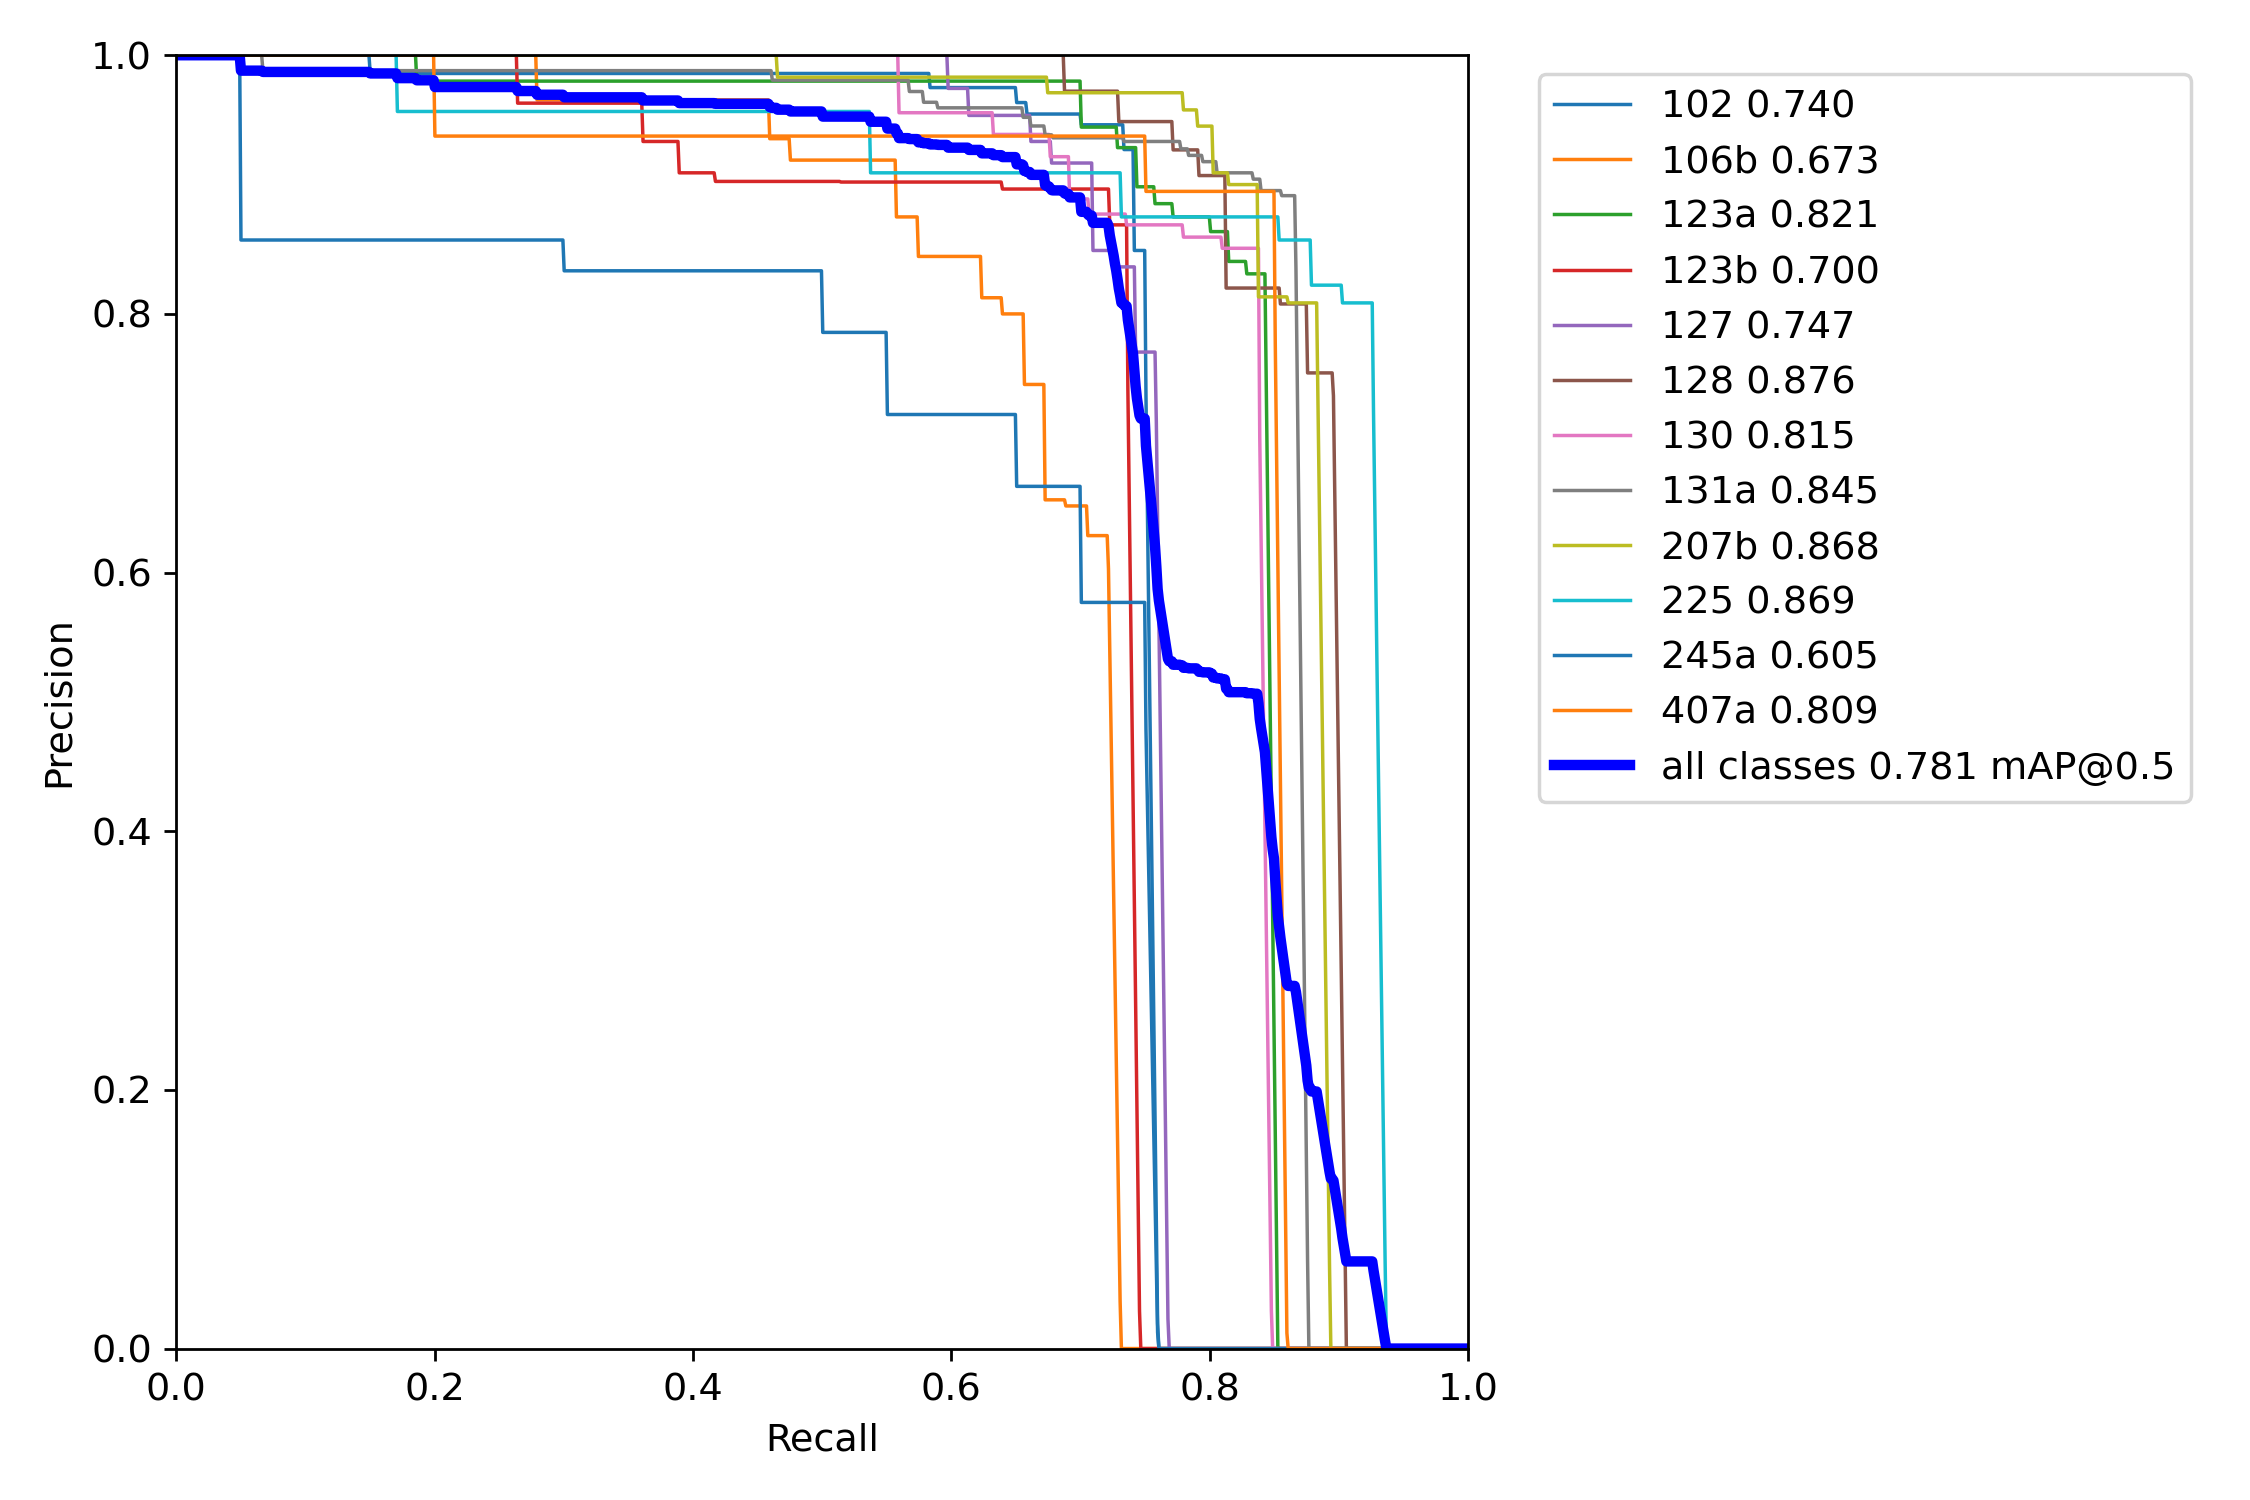 1.0
0.8
0.6
0.4
0.2
0.0
Precision
0.0 0.2 0.4 0.6 0.8 1.0
Recall
102 0.740
106b 0.673
123a 0.821
123b 0.700
127 0.747
128 0.876
130 0.815
131a 0.845
207b 0.868
225 0.869
245a 0.605
407a 0.809
all classes 0.781 mAP@0.5